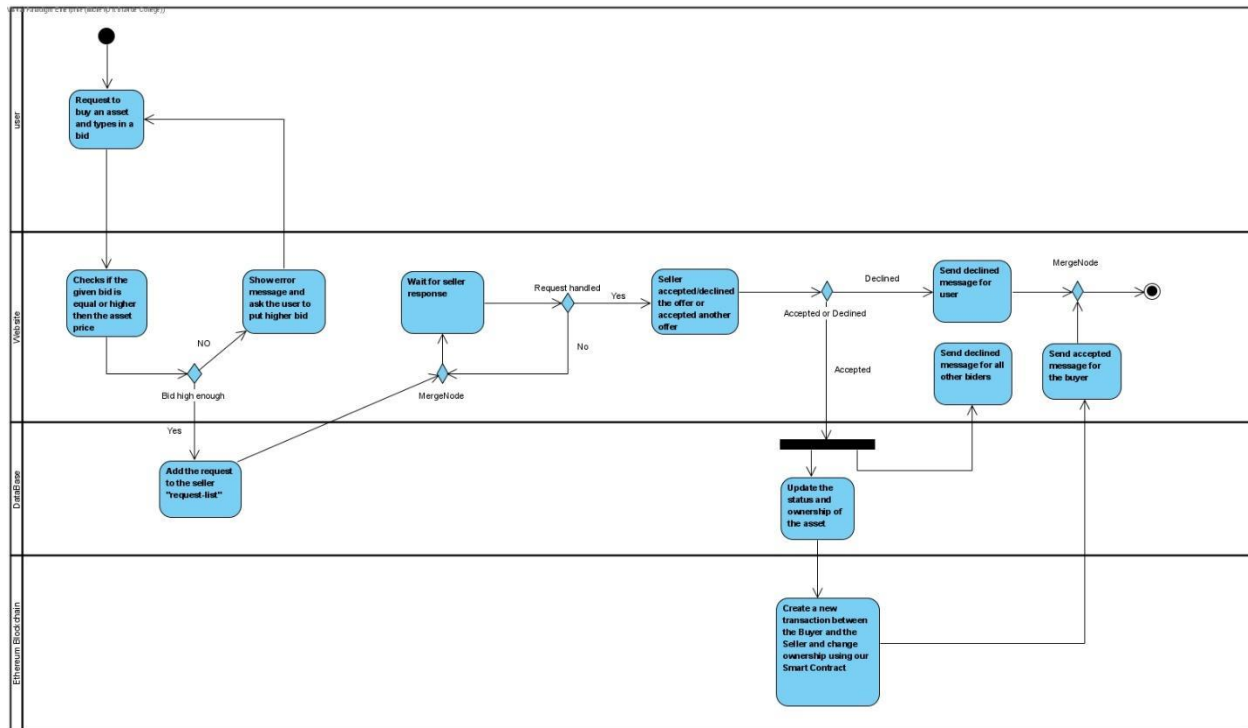 user
Request to
buy an asset
and types in a
bid
Website
Checks if the
given bid is
equal or higher
then the asset
price
Show error
message and
ask the user to
put higher bid
NO
Bid high enough
Yes
Wait for seller
response
MergeNode
Request handled
Yes
No
Seller
accepted/declined
the offer or
accepted another
offer
Accepted or Declined
Declined
Accepted
Send declined
message for
user
MergeNode
Send declined
message for all
other biders
Send accepted
message for
the buyer
DataBase
Add the request
to the seller
"request-list"
Update the
status and
ownership of
the asset
Ethereum Blockchain
Create a new
transaction between
the Buyer and the
Seller and change
ownership using our
Smart Contract